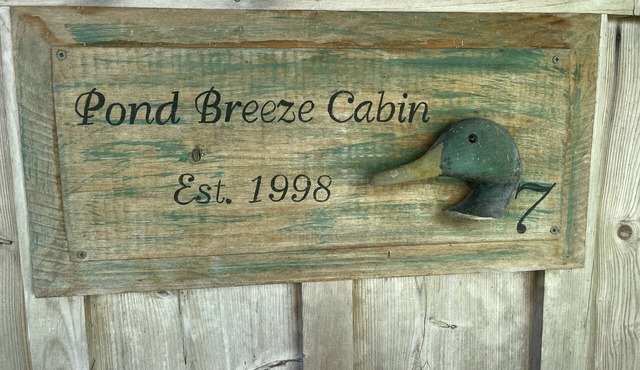 Pond Breeze Cabin
Est. 1998
7